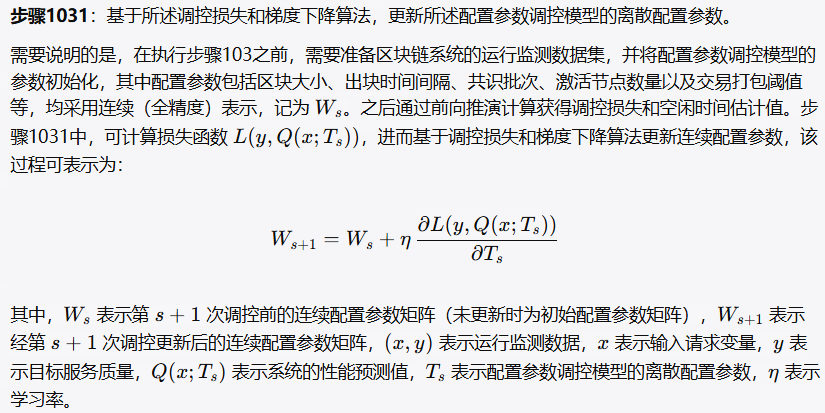 步骤1031：基于所述调控损失和梯度下降算法，更新所述配置参数调控模型的离散配置参数。
需要说明的是，在执行步骤103之前，需要准备区块链系统的运行监测数据集，并将配置参数调控模型的
参数初始化，其中配置参数包括区块大小、出块时间间隔、共识批次、激活节点数量以及交易打包阈值
等，均采用连续（全精度）表示，记为 $W_s$。之后通过前向推演计算获得调控损失和空闲时间估计值。步
骤1031中，可计算损失函数 $L(y, Q(x; T_s))$，进而基于调控损失和梯度下降算法更新连续配置参数，该
过程可表示为：
$W_{s+1} = W_s + \eta \frac{\partial L(y, Q(x; T_s))}{\partial T_s}$
其中，$W_s$ 表示第 $s+1$ 次调控前的连续配置参数矩阵（未更新时为初始配置参数矩阵），$W_{s+1}$ 表示
经第 $s+1$ 次调控更新后的连续配置参数矩阵，$(x, y)$ 表示运行监测数据，$x$ 表示输入请求变量，$y$ 表
示目标服务质量，$Q(x; T_s)$ 表示系统的性能预测值，$T_s$ 表示配置参数调控模型的离散配置参数，$\eta$ 表示
学习率。